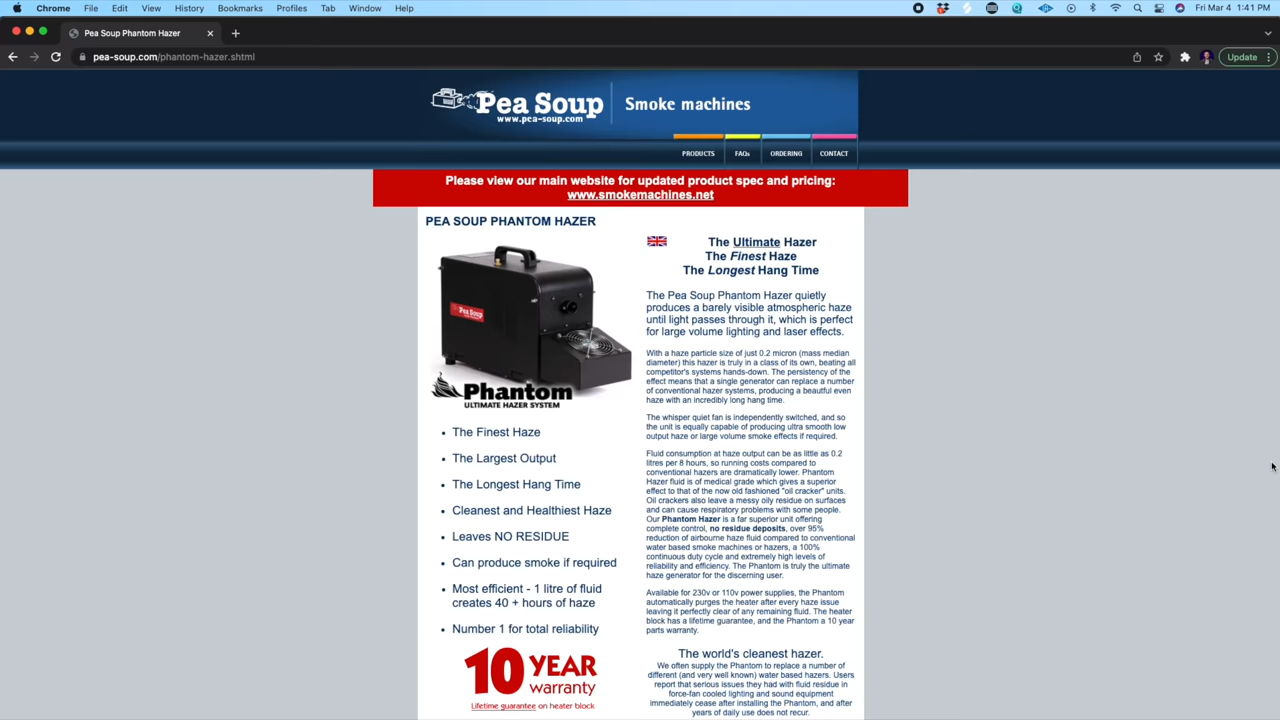 Chrome File Edit View History Bookmarks Profiles Tab Window Help Fri Mar 4 1:41 PM
Pea Soup Phantom Hazer
pea-soup.com/phantom-hazer.shtml Update
Pea Soup Smoke machines
www.pea-soup.com
PRODUCTS FAQs ORDERING CONTACT
Please view our main website for updated product spec and pricing:
www.smokemachines.net
PEA SOUP PHANTOM HAZER
Pea Soup
Phantom
ULTIMATE HAZER SYSTEM
• The Finest Haze
• The Largest Output
• The Longest Hang Time
• Cleanest and Healthiest Haze
• Leaves NO RESIDUE
• Can produce smoke if required
• Most efficient - 1 litre of fluid
creates 40 + hours of haze
• Number 1 for total reliability
10 YEAR
warranty
Lifetime guarantee on heater block
The Ultimate Hazer
The Finest Haze
The Longest Hang Time
The Pea Soup Phantom Hazer quietly
produces a barely visible atmospheric haze
until light passes through it, which is perfect
for large volume lighting and laser effects.
With a haze particle size of just 0.2 micron (mass median
diameter) this hazer is truly in a class of its own, beating all
competitor's systems hands-down. The persistency of the
effect means that a single generator can replace a number
of conventional hazer systems, producing a beautful even
haze with an incredibly long hang time.
The whisper quiet fan is independently switched, and so
the unit is equally capable of producing ultra smooth low
output haze or large volume smoke effects if required.
Fluid consumption at haze output can be as little as 0.2
litres per 8 hours, so running costs compared to
conventional hazers are dramatically lower. Phantom
Hazer fluid is of medical grade which gives a superior
effect to that of the now old fashioned "oil cracker" units.
Oil crackers also leave a messy oily residue on surfaces
and can cause respiratory problems with some people.
Our Phantom Hazer is a far superior unit offering
complete control, no residue deposits, over 95%
reduction of airbourne haze fluid compared to conventional
water based smoke machines or hazers, a 100%
continuous duty cycle and extremely high levels of
reliability and efficiency. The Phantom is truly the ultimate
haze generator for the discerning user.
Available for 230v or 110v power supplies, the Phantom
automatically purges the heater after every haze issue
leaving it perfectly clear of any remaining fluid. The heater
block has a lifetime guarantee, and the Phantom a 10 year
parts warranty.
The world's cleanest hazer.
We often supply the Phantom to replace a number of
different (and very well known) water based hazers. Users
report that serious issues they had with fluid residue in
force-fan cooled lighting and sound equipment
immediately cease after installing the Phantom, and after
years of daily use does not recur.